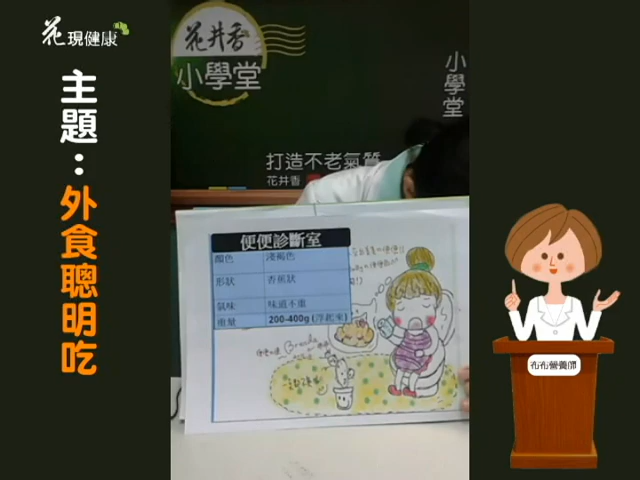 花現健康
主題：外食聰明吃
花井香
小學堂
小學堂
打造不老氣質
花井香
便便診斷室
顏色 淺褐色
形狀 香蕉狀
氣味 味道不重
重量 200-400g (浮起來)
布布營養師